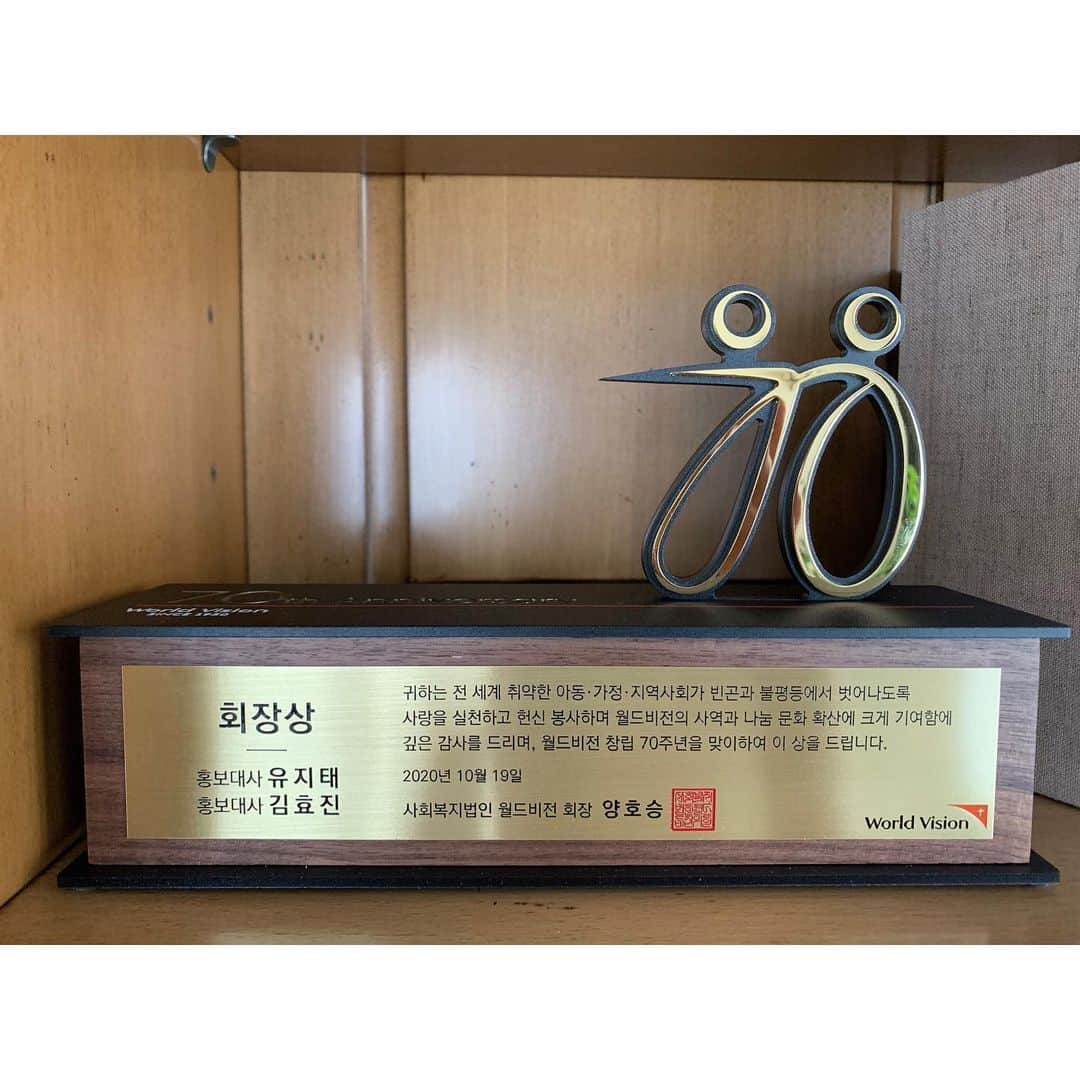 70th Anniversary
World Vision
SINCE 1950
회장상
홍보대사 유지태
홍보대사 김효진
귀하는 전 세계 취약한 아동·가정·지역사회가 빈곤과 불평등에서 벗어나도록
사랑을 실천하고 헌신 봉사하며 월드비전의 사역과 나눔 문화 확산에 크게 기여함에
깊은 감사를 드리며, 월드비전 창립 70주년을 맞이하여 이 상을 드립니다.
2020년 10월 19일
사회복지법인 월드비전 회장 양호승
World Vision